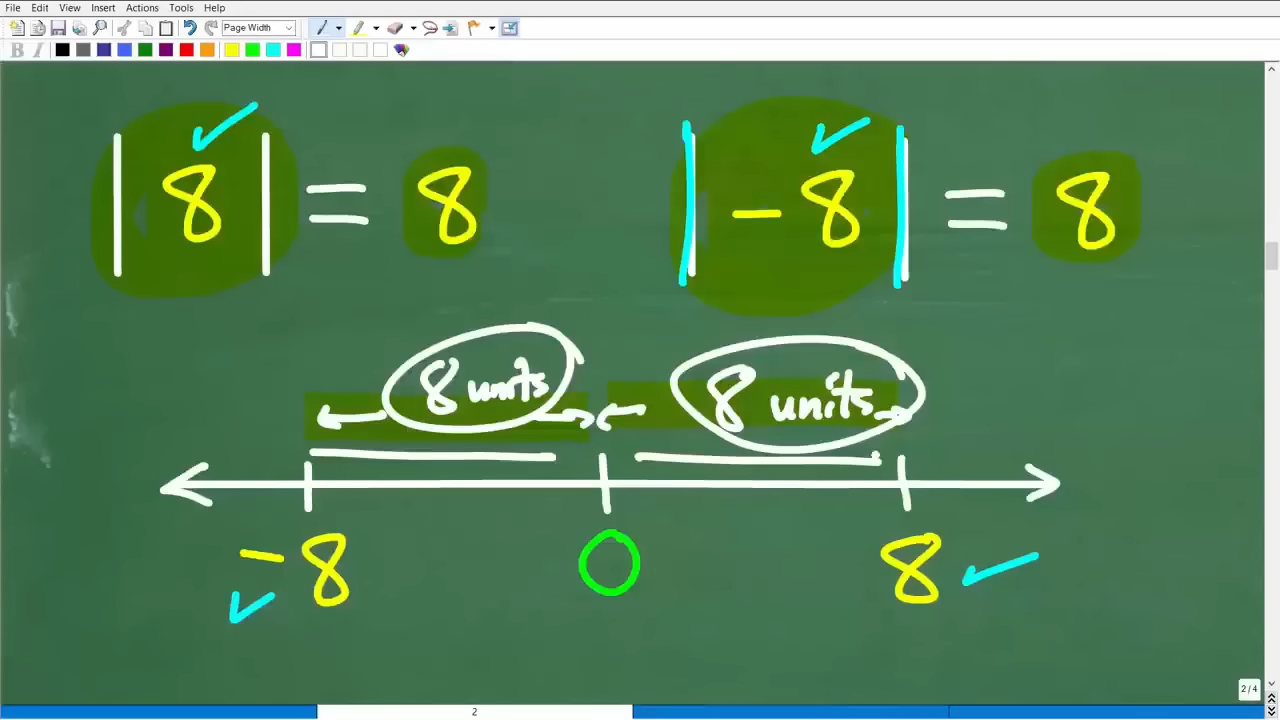 File Edit View Insert Actions Tools Help
Page Width
B I
|8| = 8
|-8| = 8
8 units
8 units
-8 0 8
2/4
2